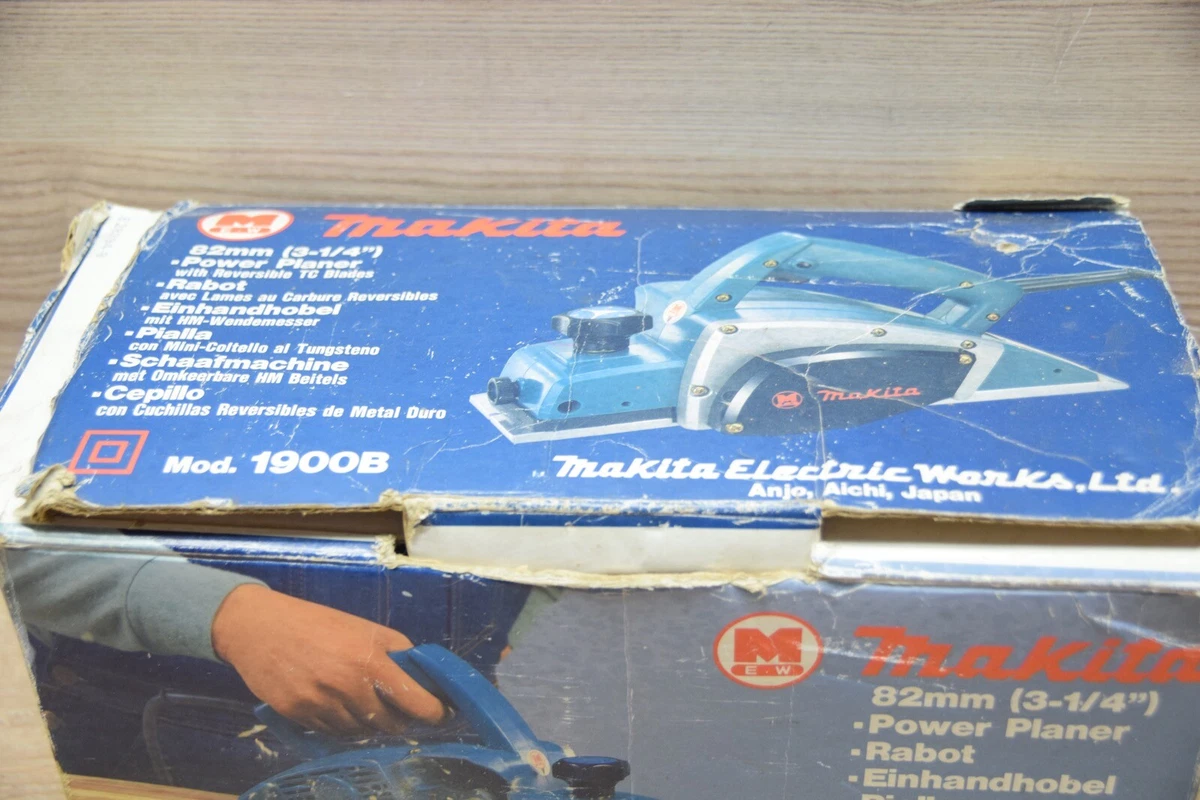 M
E W
Makita
82mm (3-1/4")
·Power Planer
with Reversible TC Blades
·Rabot
avec Lames au Carbure Reversibles
·Einhandhobel
mit HM-Wendemesser
·Pialla
con Mini-Coltello al Tungsteno
·Schaafmachine
met Omkeerbare HM Beitels
·Cepillo
con Cuchillas Reversibles de Metal Duro
Mod. 1900B
M Makita
Makita Electric Works, Ltd.
Anjo, Aichi, Japan
M
E·W
Makita
82mm (3-1/4")
·Power Planer
·Rabot
·Einhandhobel